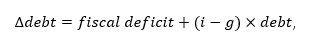 Δdebt = fiscal deficit + (i − g) × debt,